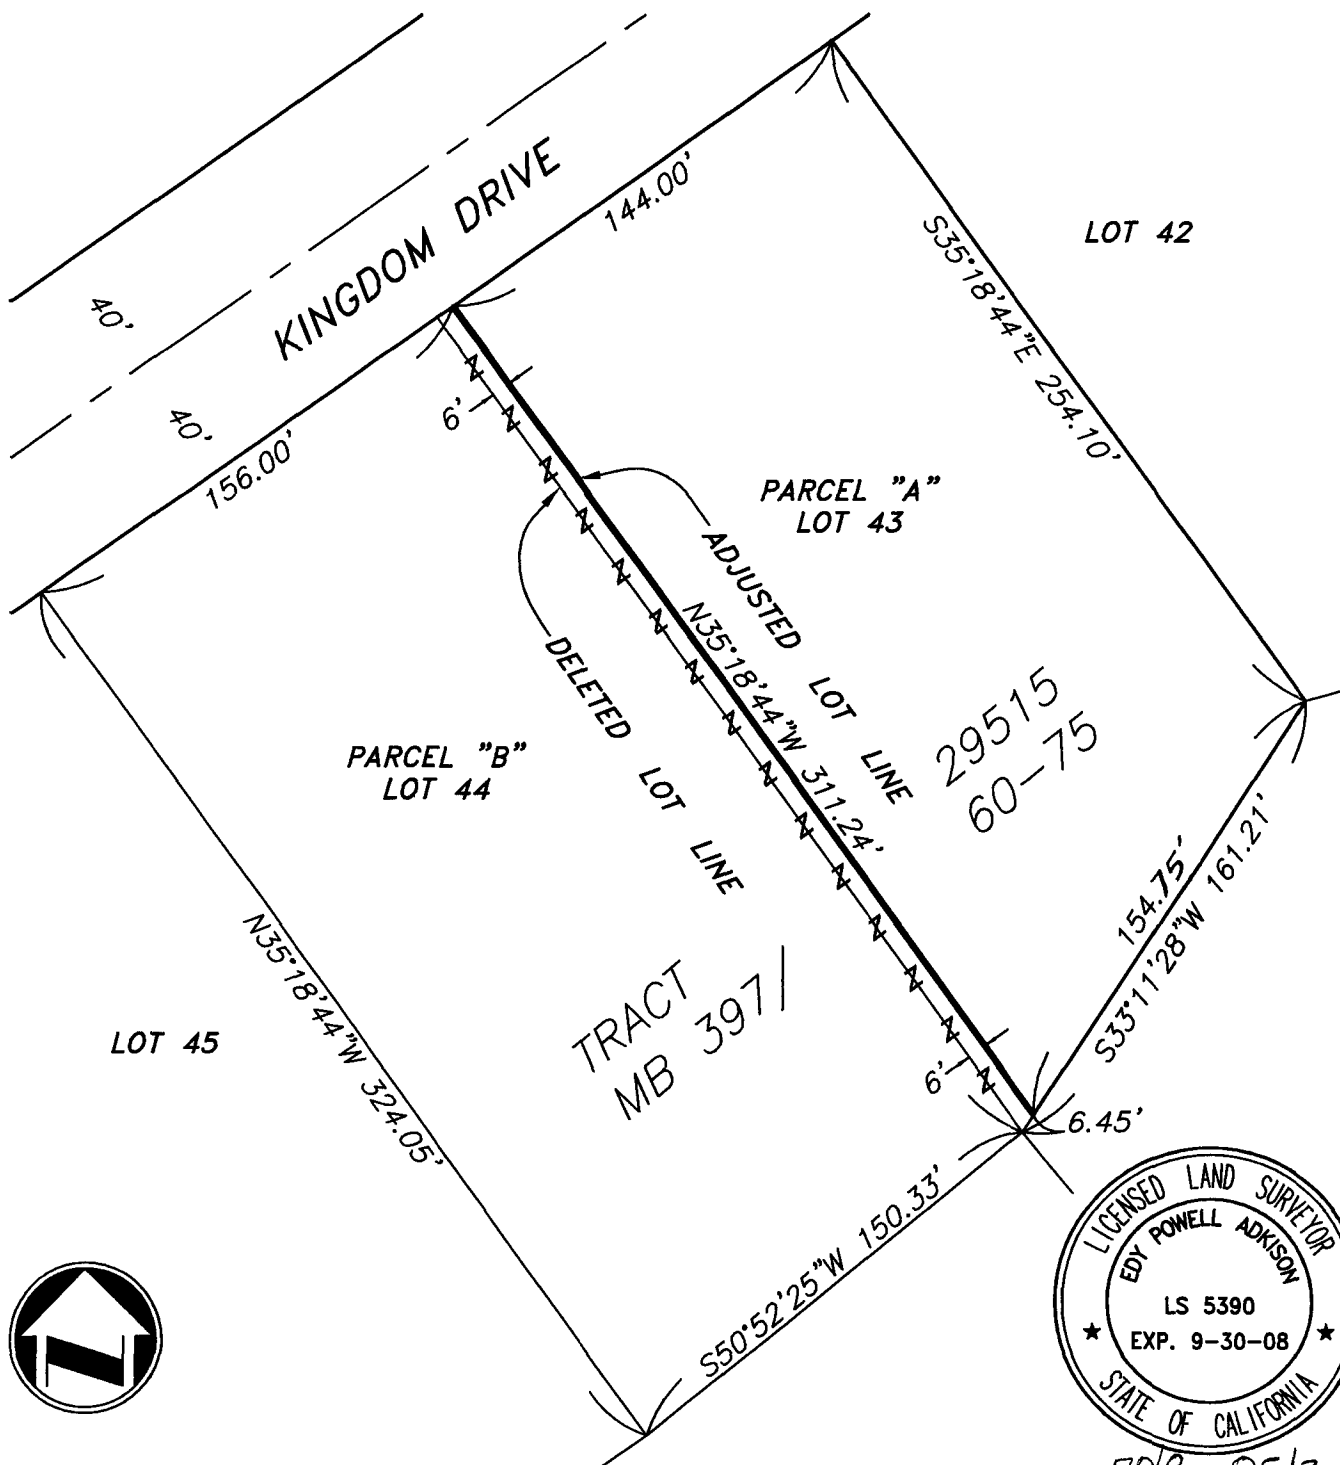 KINGDOM DRIVE
144.00'
40'
40'
156.00'
6'
S35°18'44"E 254.10'
LOT 42
PARCEL "A"
LOT 43
ADJUSTED LOT LINE
N35°18'44"W 311.24'
DELETED LOT LINE
PARCEL "B"
LOT 44
29515
60-75
154.75'
S33°11'28"W 161.21'
N35°18'44"W 324.05'
LOT 45
TRACT
MB 397/
6'
6.45'
S50°52'25"W 150.33'
LICENSED LAND SURVEYOR
EDY POWELL ADKISON
LS 5390
EXP. 9-30-08
STATE OF CALIFORNIA
N